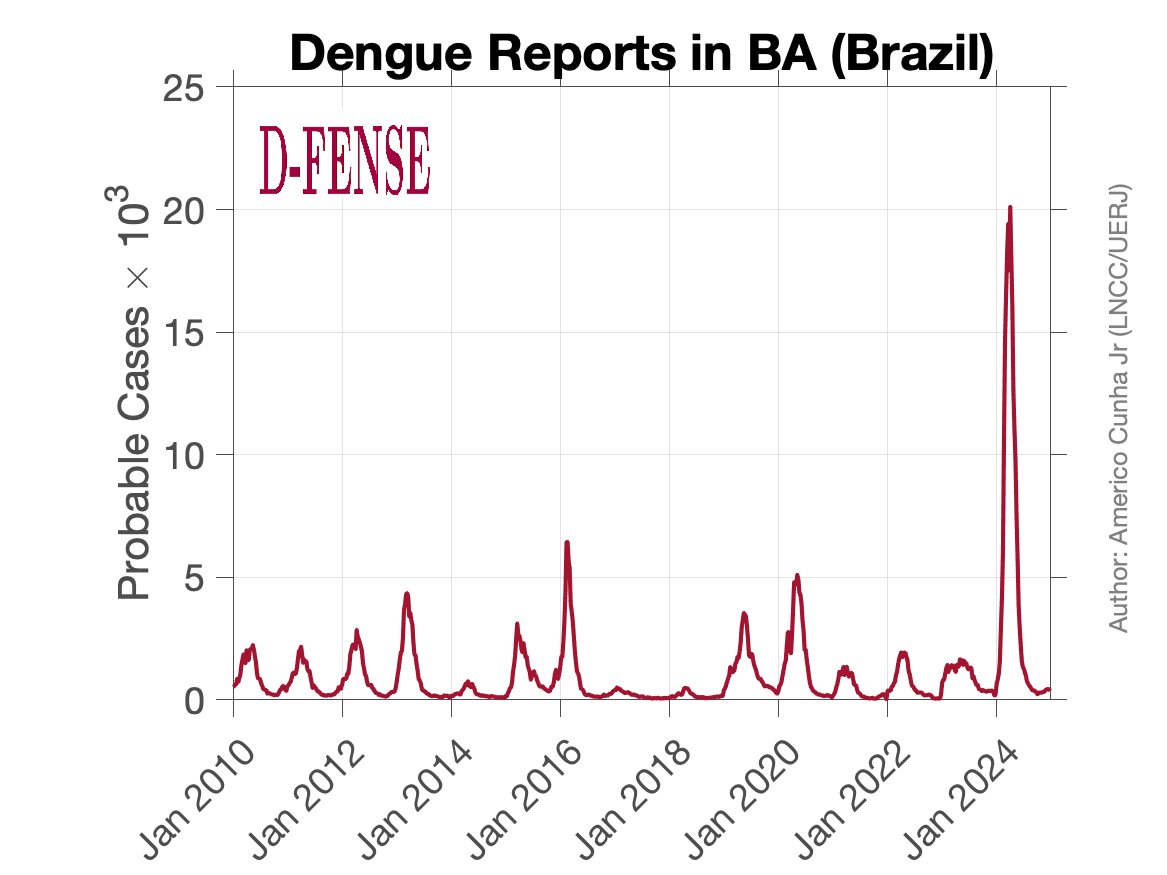 Dengue Reports in BA (Brazil)
D-FENSE
Probable Cases × 10³
25
20
15
10
5
0
Jan 2010
Jan 2012
Jan 2014
Jan 2016
Jan 2018
Jan 2020
Jan 2022
Jan 2024
Author: Americo Cunha Jr (LNCC/UERJ)